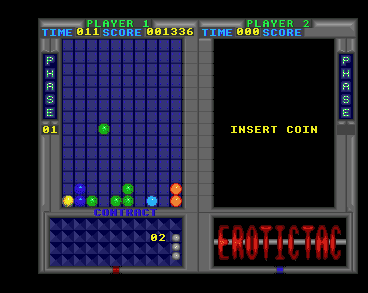 PLAYER 1
TIME 011 SCORE 001336
PHASE
01
CONTRACT
02
PLAYER 2
TIME 000 SCORE
PHASE
INSERT COIN
EROTICTAC